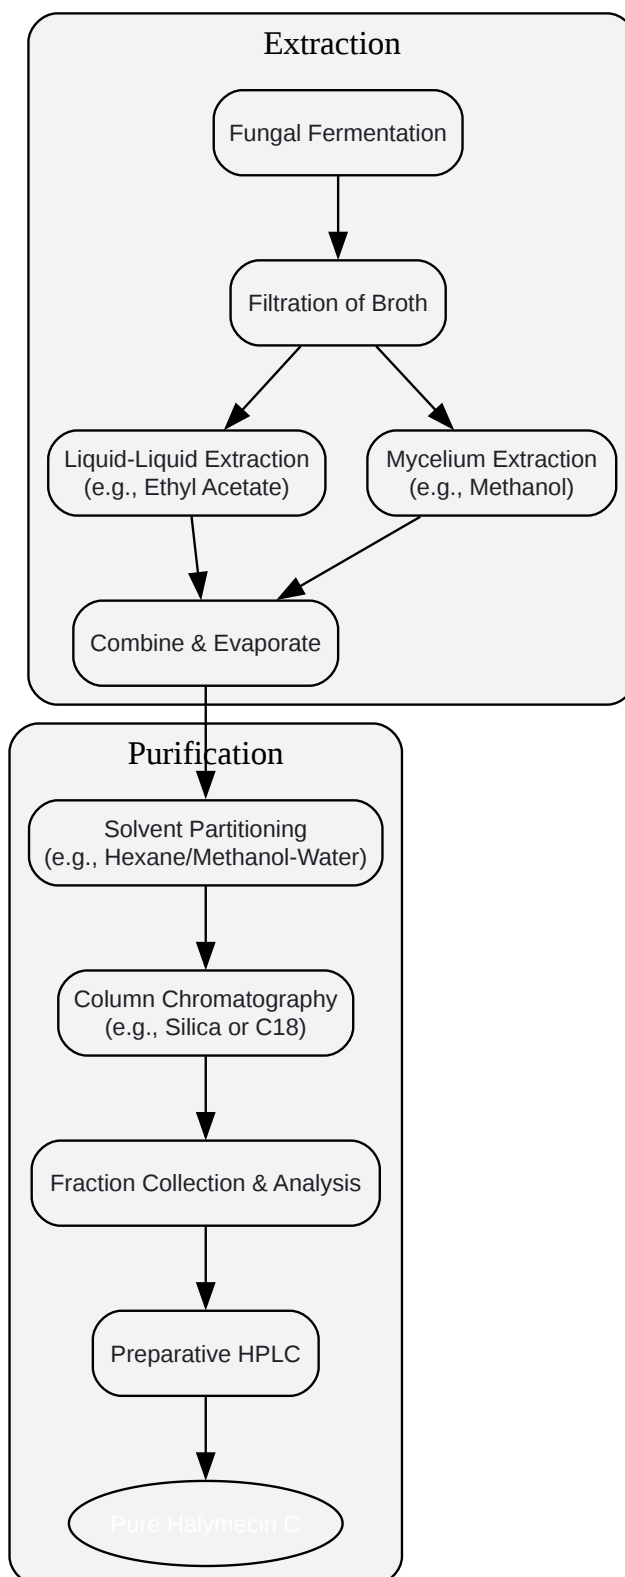 Extraction
Fungal Fermentation
Filtration of Broth
Liquid-Liquid Extraction
(e.g., Ethyl Acetate)
Mycelium Extraction
(e.g., Methanol)
Combine & Evaporate
Purification
Solvent Partitioning
(e.g., Hexane/Methanol-Water)
Column Chromatography
(e.g., Silica or C18)
Fraction Collection & Analysis
Preparative HPLC
Pure Halymecin C